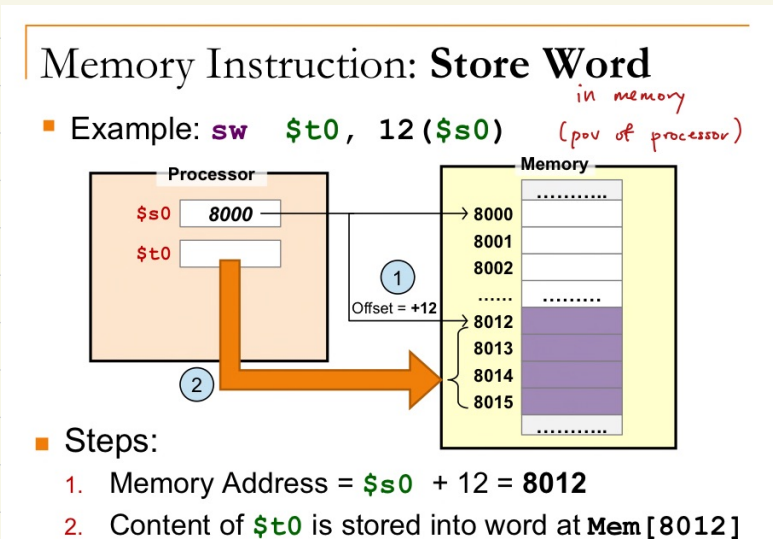 Memory Instruction: Store Word
in memory
Example: sw $t0, 12($s0)
(pov of processor)
Processor
Memory
...........
$s0 8000
8000
$t0
8001
8002
1
Offset = +12
...... .........
8012
8013
8014
2
8015
...........
Steps:
1. Memory Address = $s0 + 12 = 8012
2. Content of $t0 is stored into word at Mem[8012]